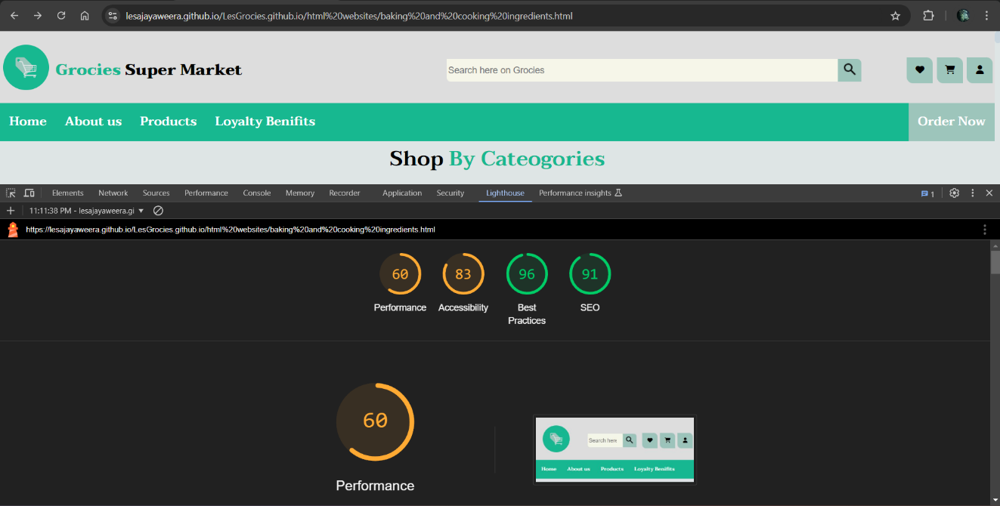 lesajayaweera.github.io/LesGrocies.github.io/html%20websites/baking%20and%20cooking%20ingredients.html
Grocies Super Market
Search here on Grocies
Home About us Products Loyalty Benifits Order Now
Shop By Cateogories
Elements Network Sources Performance Console Memory Recorder Application Security Lighthouse Performance insights 1
11:11:38 PM - lesajayaweera.gi
https://lesajayaweera.github.io/LesGrocies.github.io/html%20websites/baking%20and%20cooking%20ingredients.html
60 83 96 91
Performance Accessibility Best SEO
Practices
60
Performance
Search here
Home About us Products Loyalty Benifits